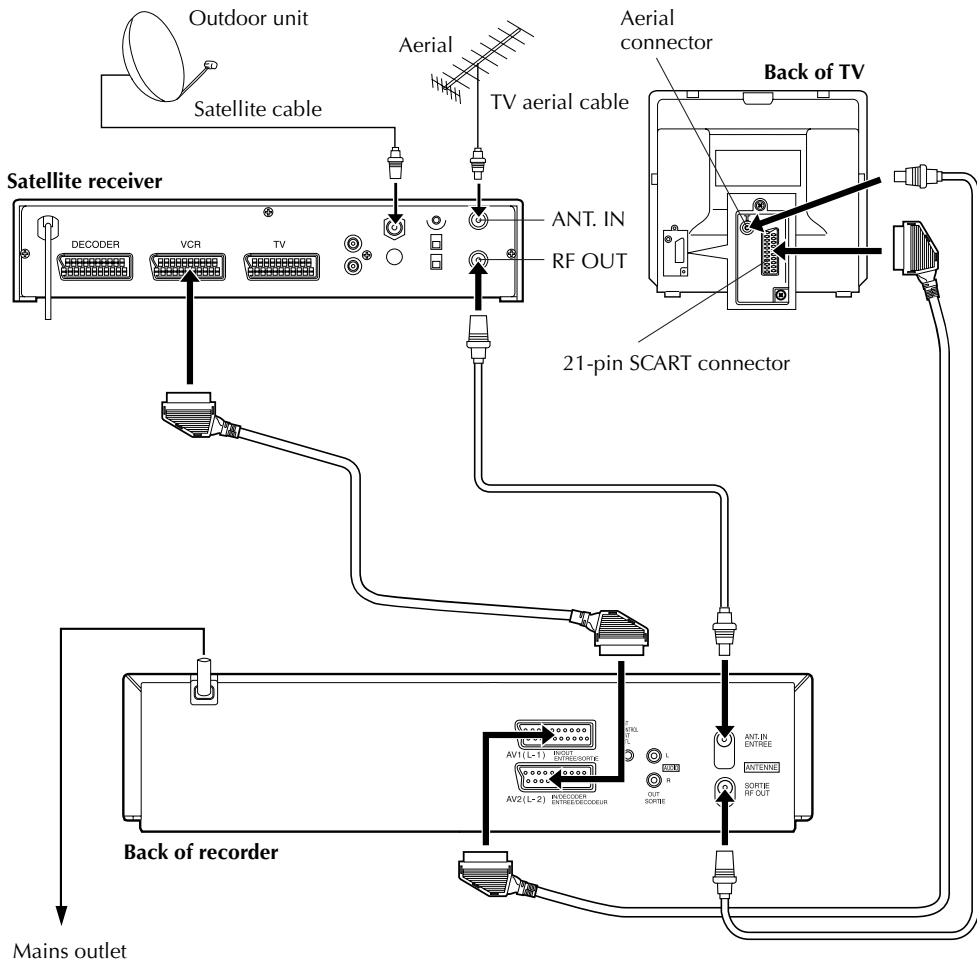 Outdoor unit
Aerial
Aerial
connector
Back of TV
Satellite cable
TV aerial cable
Satellite receiver
ANT. IN
DECODER
VCR
TV
RF OUT
21-pin SCART connector
AV1 (L-1)
IN/OUT
ENTREE/SORTIE
L
AUDIO
R
OUT
SORTIE
ANT. IN
ENTREE
ANTENNE
SORTIE
RF OUT
AV2 (L-2)
IN/DECODER
ENTREE/DECODEUR
Back of recorder
Mains outlet